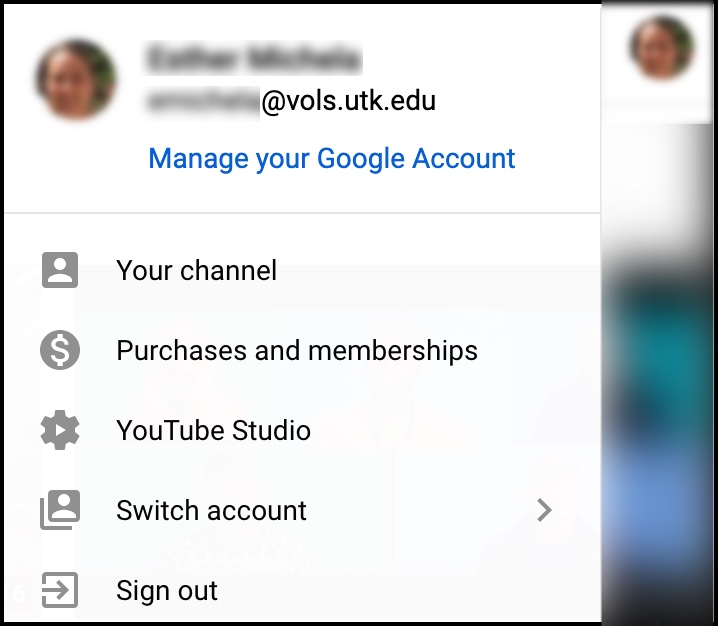 @vols.utk.edu
Manage your Google Account
Your channel
Purchases and memberships
YouTube Studio
Switch account
Sign out